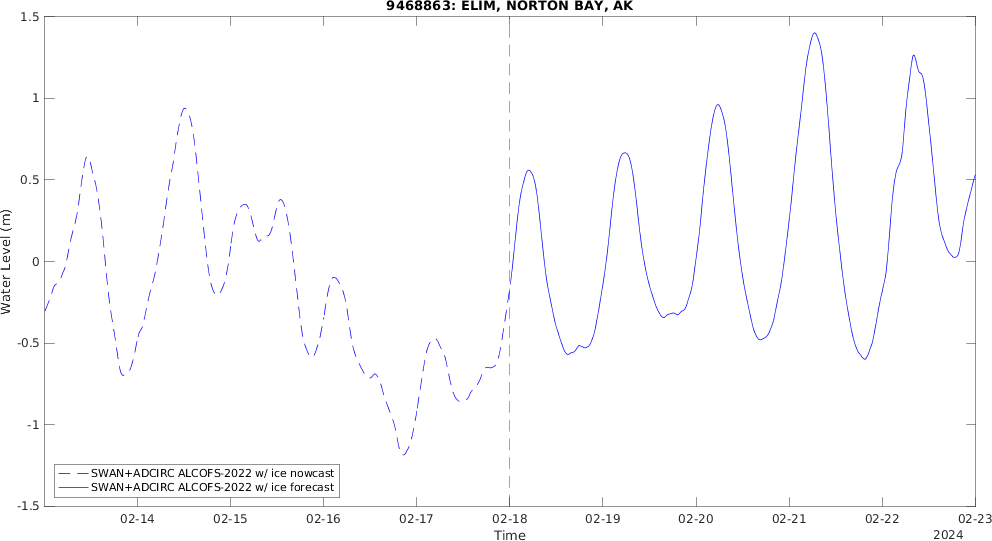 9468863: ELIM, NORTON BAY, AK
1.5
1
0.5
0
-0.5
-1
-1.5
Water Level (m)
SWAN+ADCIRC ALCOFS-2022 w/ ice nowcast
SWAN+ADCIRC ALCOFS-2022 w/ ice forecast
02-14 02-15 02-16 02-17 02-18 02-19 02-20 02-21 02-22 02-23
Time
2024